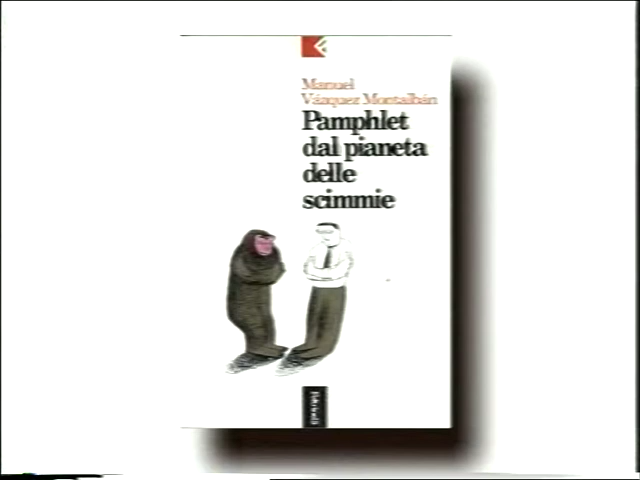 Manuel
Vázquez Montalbán
Pamphlet
dal pianeta
delle
scimmie